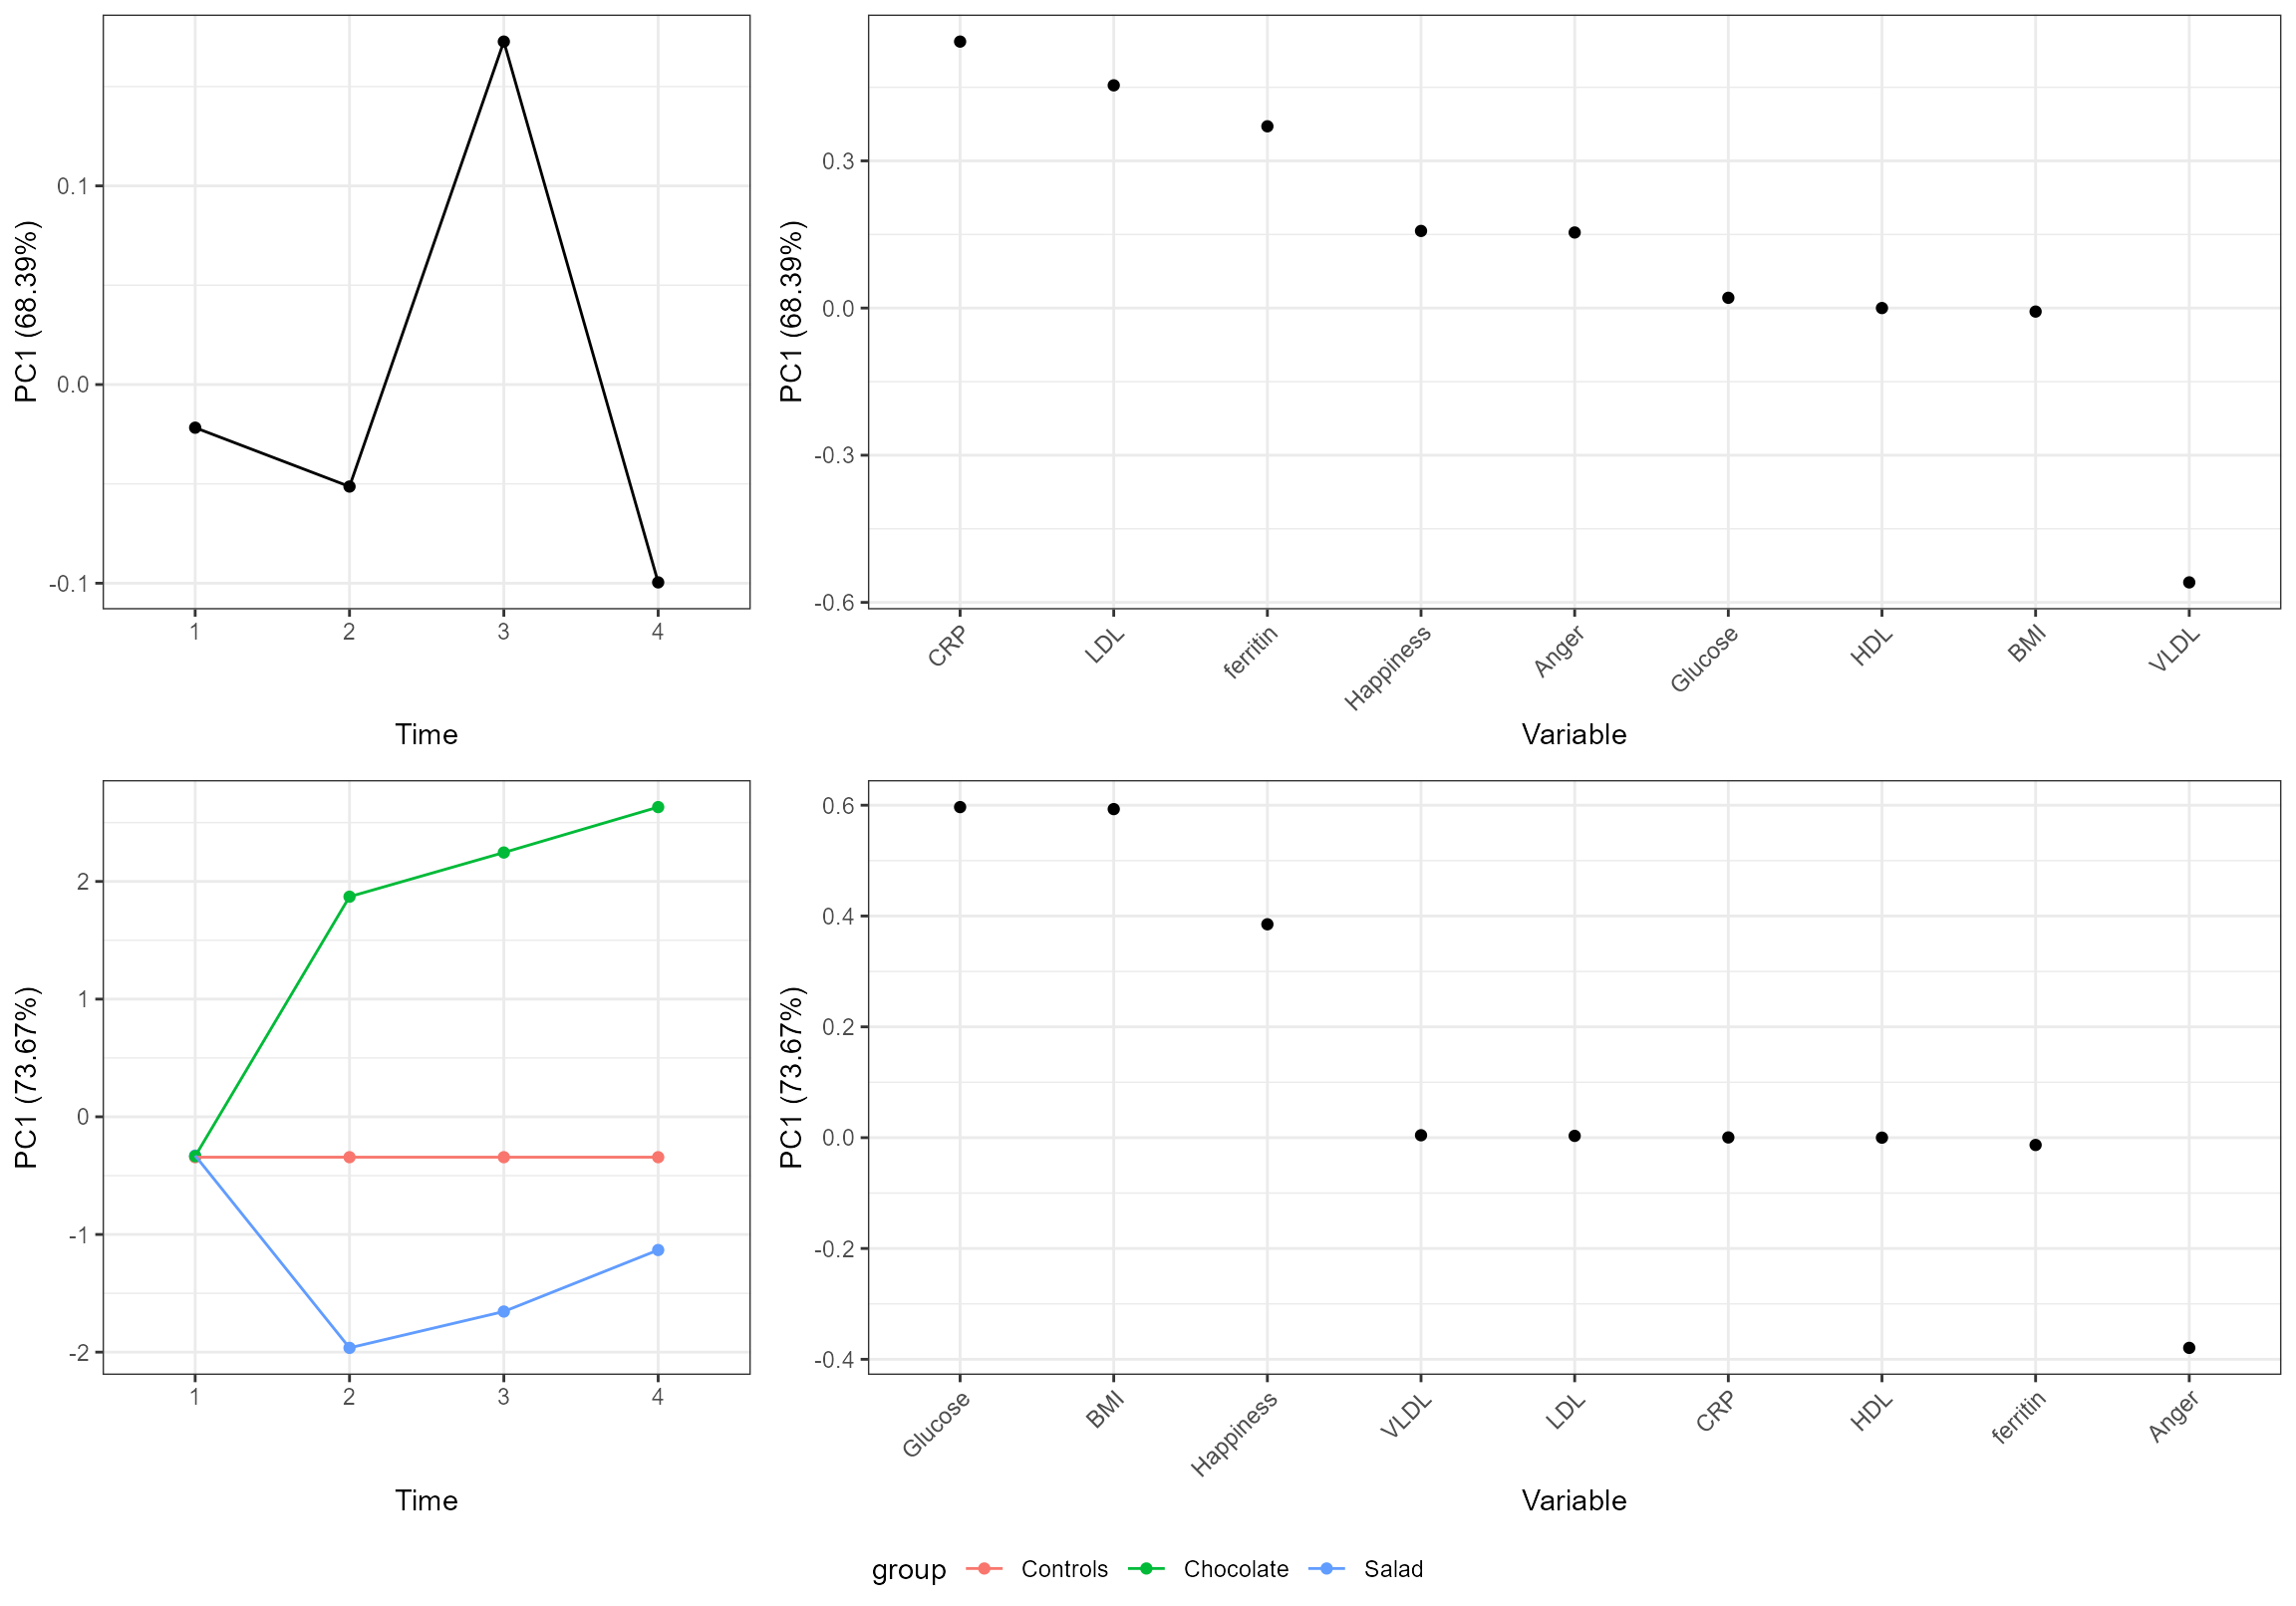 PC1 (68.39%)
0.1
0.0
-0.1
1 2 3 4
Time
PC1 (68.39%)
0.3
0.0
-0.3
-0.6
CRP LDL ferritin Happiness Anger Glucose HDL BMI VLDL
Variable
PC1 (73.67%)
2
1
0
-1
-2
1 2 3 4
Time
PC1 (73.67%)
0.6
0.4
0.2
0.0
-0.2
-0.4
Glucose BMI Happiness VLDL LDL CRP HDL ferritin Anger
Variable
group Controls Chocolate Salad